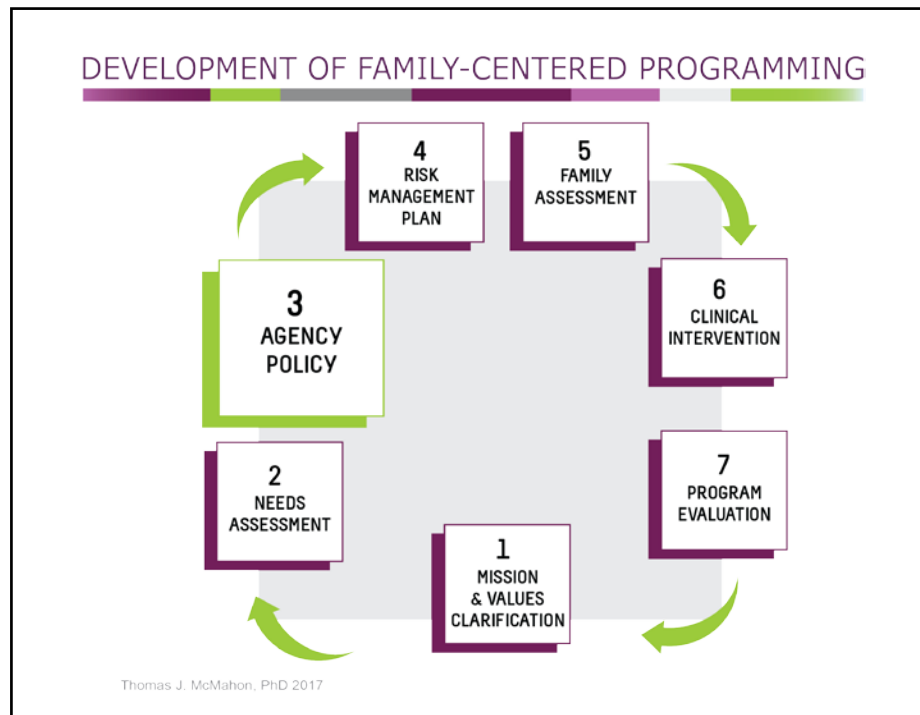 DEVELOPMENT OF FAMILY-CENTERED PROGRAMMING
4
RISK
MANAGEMENT
PLAN
5
FAMILY
ASSESSMENT
3
AGENCY
POLICY
6
CLINICAL
INTERVENTION
2
NEEDS
ASSESSMENT
7
PROGRAM
EVALUATION
1
MISSION
& VALUES
CLARIFICATION
Thomas J. McMahon, PhD 2017